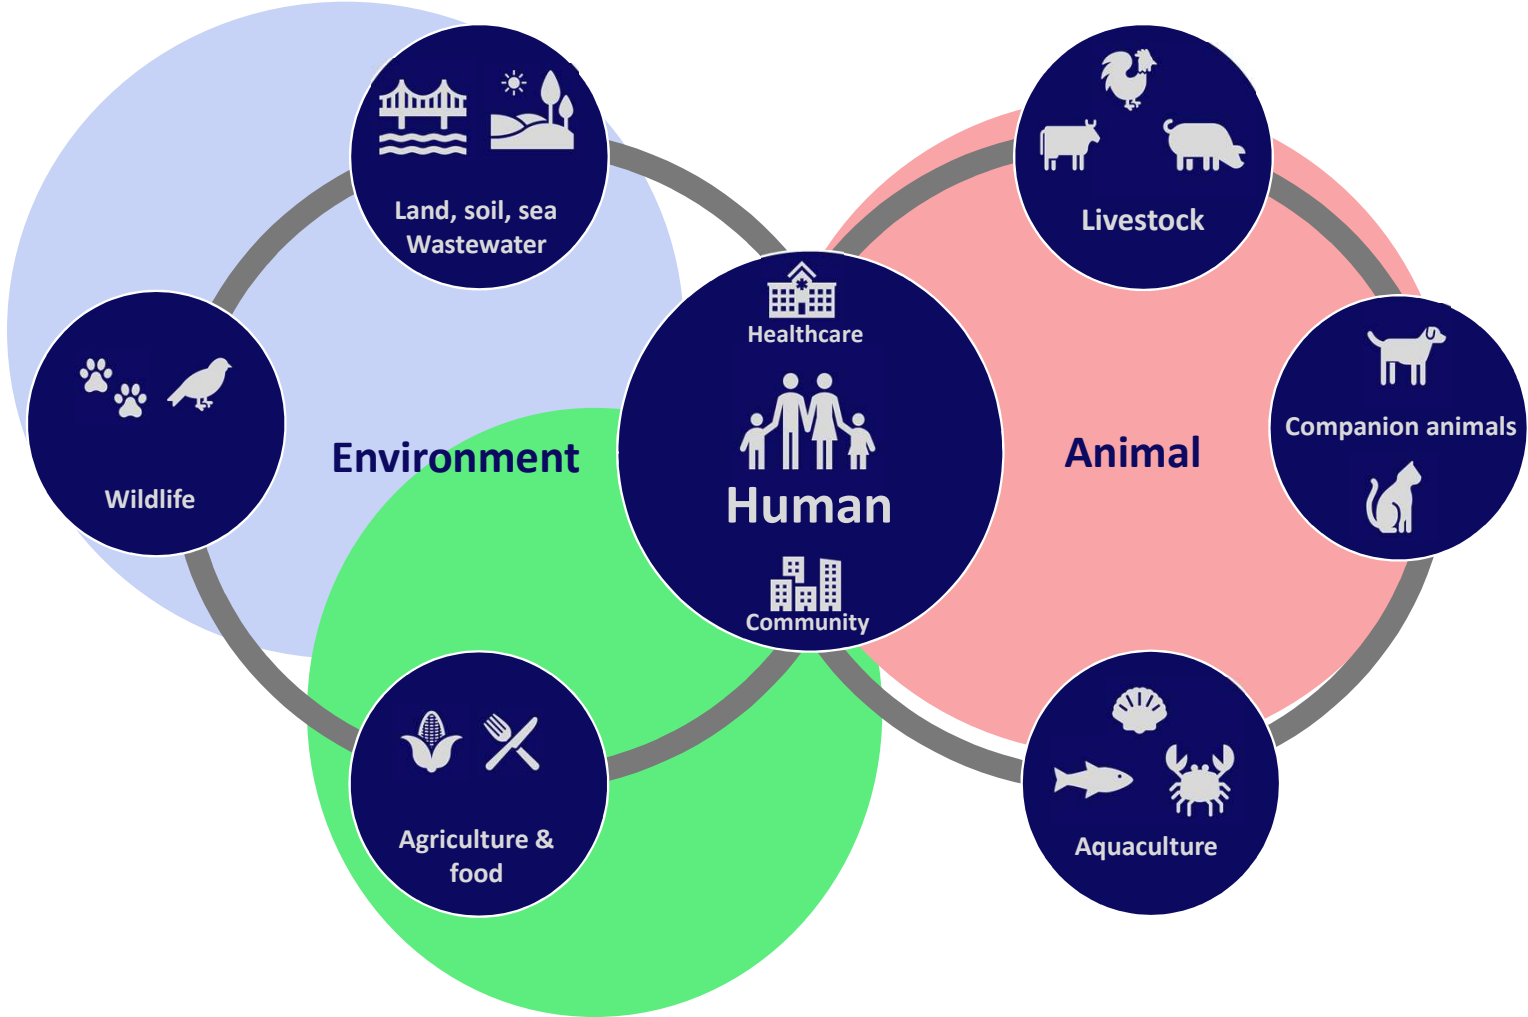 Land, soil, sea
Wastewater
Livestock
Healthcare
Companion animals
Environment
Animal
Wildlife
Human
Community
Agriculture &
food
Aquaculture